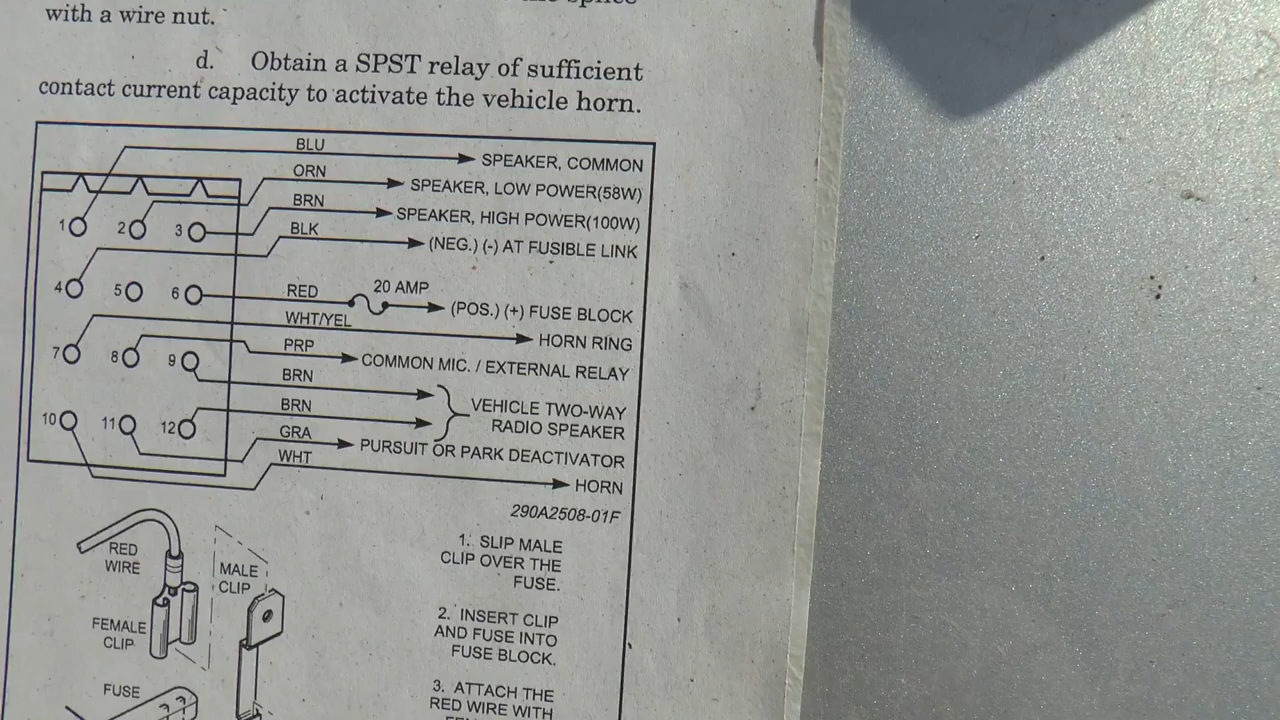 splice
with a wire nut.
d. Obtain a SPST relay of sufficient
contact current capacity to activate the vehicle horn.
BLU
SPEAKER, COMMON
ORN
SPEAKER, LOW POWER(58W)
BRN
SPEAKER, HIGH POWER(100W)
BLK
(NEG.) (-) AT FUSIBLE LINK
1 2 3
4 5 6
RED
20 AMP
(POS.) (+) FUSE BLOCK
WHT/YEL
HORN RING
7 8 9
PRP
COMMON MIC. / EXTERNAL RELAY
BRN
BRN
VEHICLE TWO-WAY
RADIO SPEAKER
10 11 12
GRA
PURSUIT OR PARK DEACTIVATOR
WHT
HORN
290A2508-01F
RED
WIRE
MALE
CLIP
FEMALE
CLIP
FUSE
1. SLIP MALE
CLIP OVER THE
FUSE.
2. INSERT CLIP
AND FUSE INTO
FUSE BLOCK.
3. ATTACH THE
RED WIRE WITH